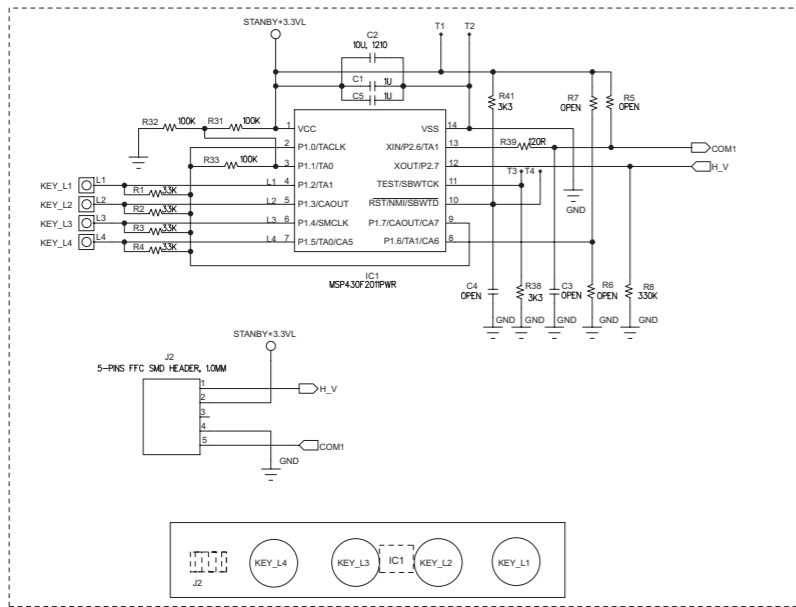 STANBY+3.3VL
C2
10U, 1210
C1
1U
C5
1U
T1
T2
R41
3K3
R7
OPEN
R5
OPEN
R32
100K
R31
100K
R33
100K
1
VCC
2
P1.0/TACLK
3
P1.1/TA0
L1
4
P1.2/TA1
L2
5
P1.3/CAOUT
L3
6
P1.4/SMCLK
L4
7
P1.5/TA0/CA5
14
VSS
13
XIN/P2.6/TA1
12
XOUT/P2.7
11
TEST/SBWTCK
10
RST/NMI/SBWTD
9
P1.7/CAOUT/CA7
8
P1.6/TA1/CA6
IC1
MSP430F2011PWR
KEY_L1
L1
R1
33K
KEY_L2
L2
R2
33K
KEY_L3
L3
R3
33K
KEY_L4
L4
R4
33K
R39
120R
COM1
H_V
T3
T4
GND
C4
OPEN
R38
3K3
C3
OPEN
R6
OPEN
R8
330K
GND
GND
GND
GND
GND
STANBY+3.3VL
J2
5-PINS FFC SMD HEADER, 1.0MM
1
2
3
4
5
H_V
COM1
GND
J2
KEY_L4
KEY_L3
IC1
KEY_L2
KEY_L1